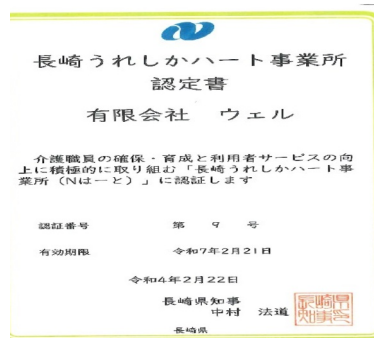 長崎うれしかハート事業所
認定書
有限会社 ウェル
介護職員の確保・育成と利用者サービスの向
上に積極的に取り組む「長崎うれしかハート事
業所（Nはーと）」に認証します
認証番号 第 9 号
有効期限 令和7年2月21日
令和4年2月22日
長崎県知事
中村 法道
長崎県